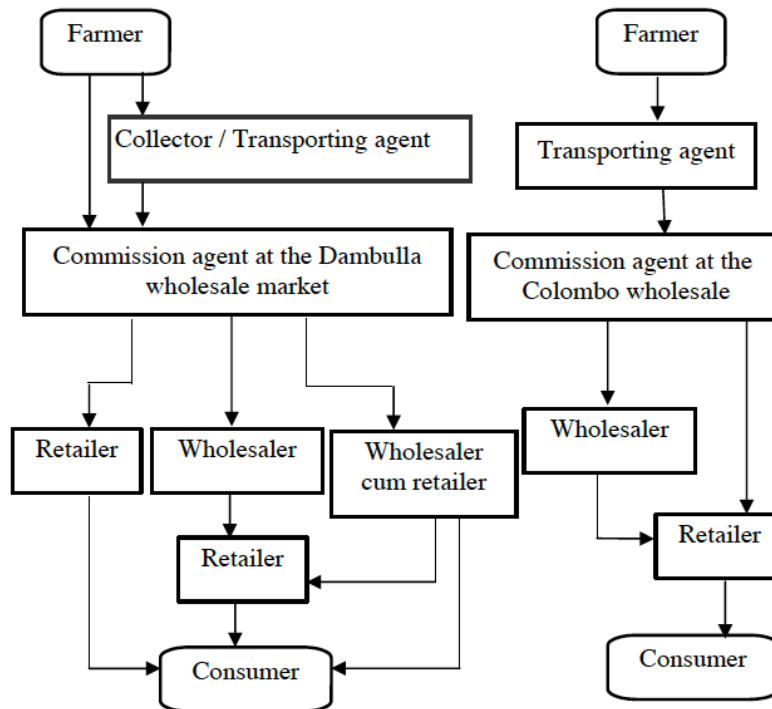 Farmer
Collector / Transporting agent
Commission agent at the Dambulla
wholesale market
Retailer
Wholesaler
Wholesaler
cum retailer
Retailer
Consumer
Farmer
Transporting agent
Commission agent at the
Colombo wholesale
Wholesaler
Retailer
Consumer